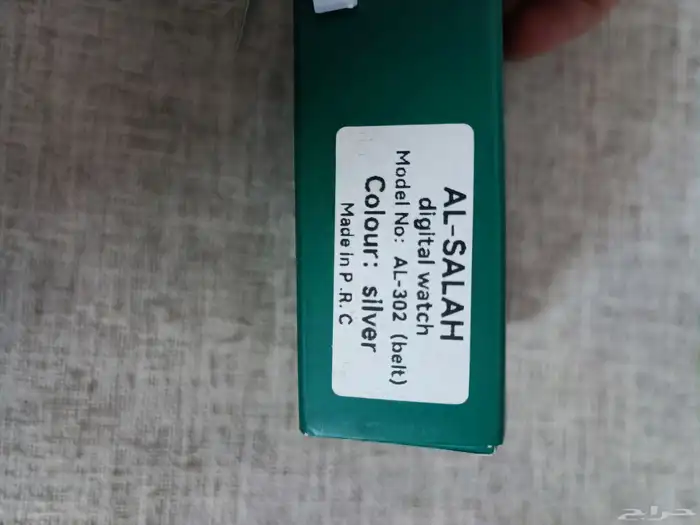 AL-SALAH
digital watch
Model No: AL-302 (belt)
Colour: silver
Made in P.R.C
حراج